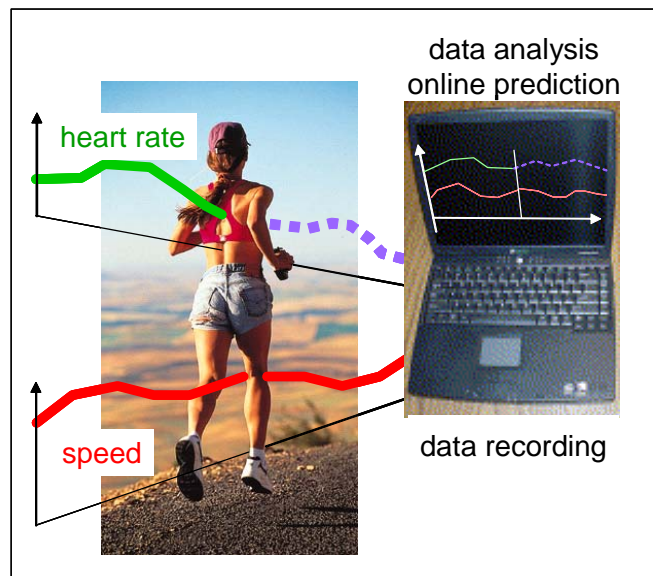 data analysis
online prediction
heart rate
speed
data recording